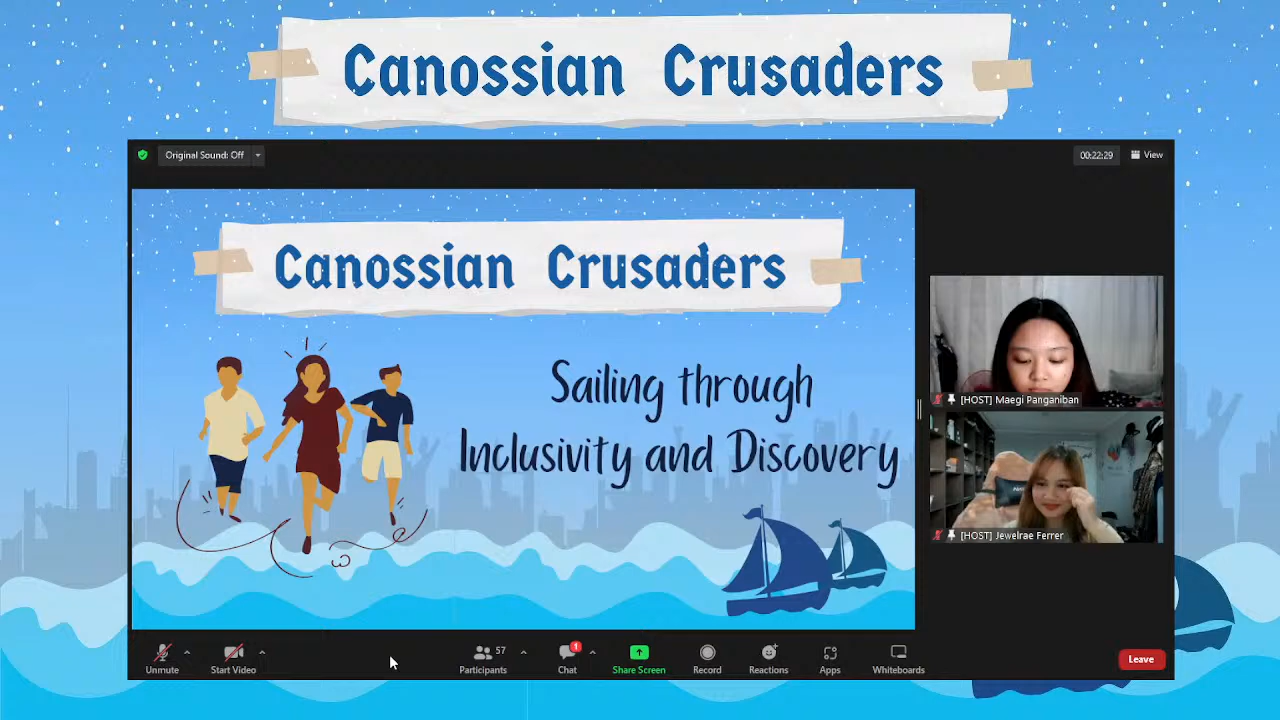 Canossian Crusaders
Original Sound: Off
00:22:29
View
Canossian Crusaders
Sailing through
Inclusivity and Discovery
[HOST] Maegi Panganiban
[HOST] Jewelrae Ferrer
Unmute
Start Video
57
Participants
1
Chat
Share Screen
Record
Reactions
Apps
Whiteboards
Leave